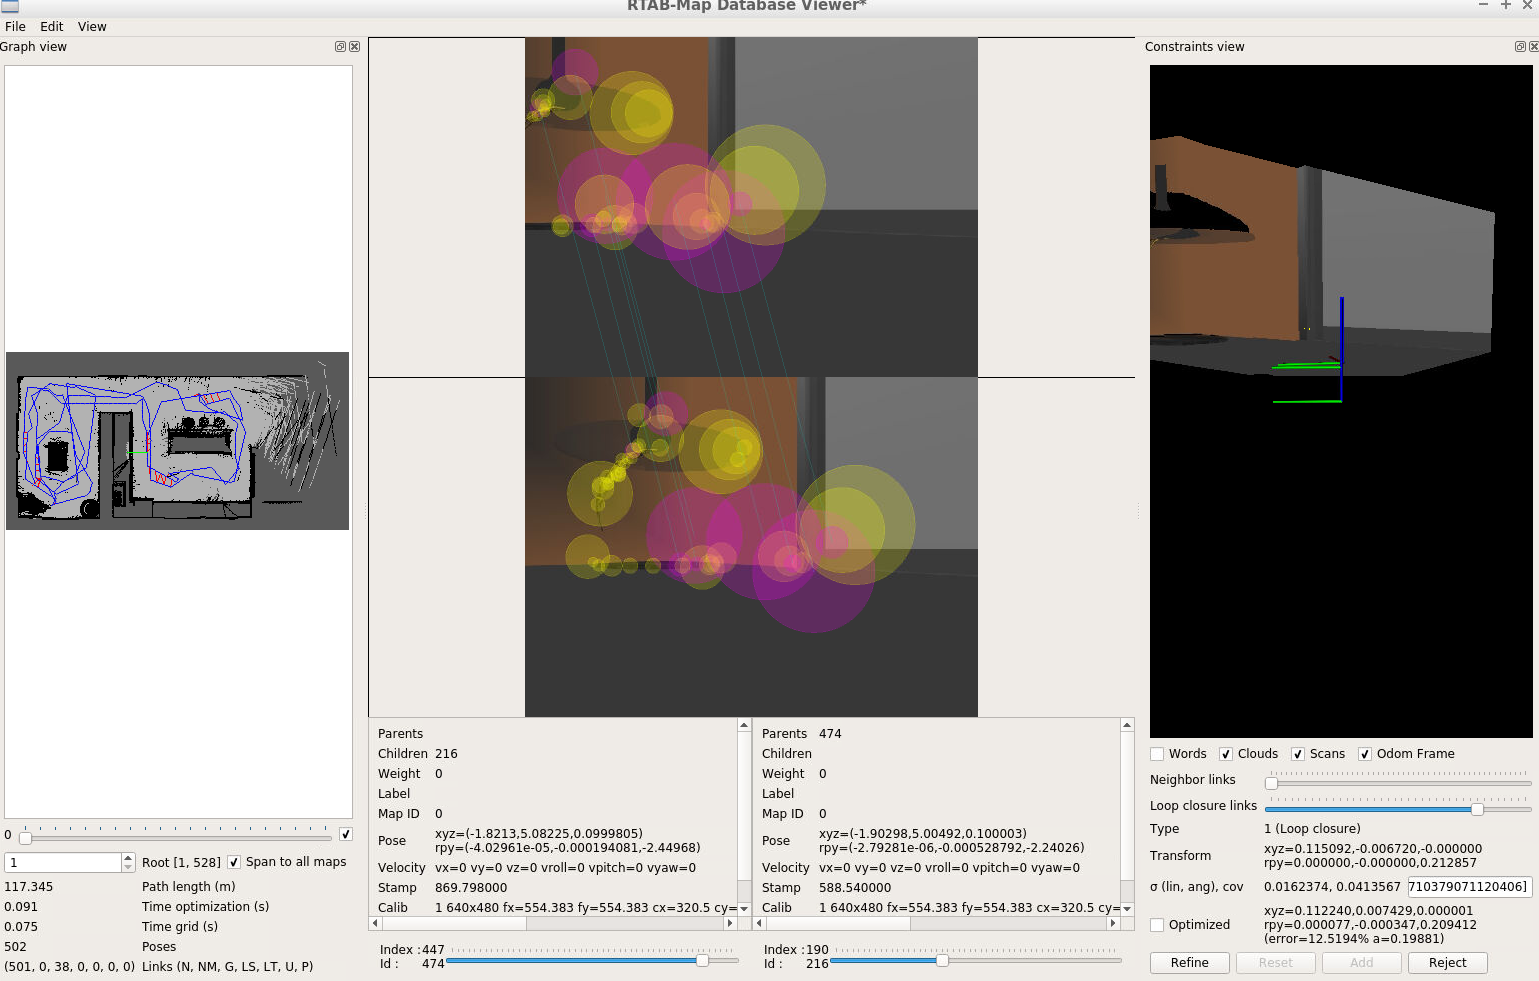 RTAB-Map Database Viewer*
File Edit View
Graph view
Constraints view
0
1 Root [1, 528] Span to all maps
117.345 Path length (m)
0.091 Time optimization (s)
0.075 Time grid (s)
502 Poses
(501, 0, 38, 0, 0, 0, 0) Links (N, NM, G, LS, LT, U, P)
Parents
Children 216
Weight 0
Label
Map ID 0
Pose xyz=(-1.8213,5.08225,0.0999805)
rpy=(-4.02961e-05,-0.000194081,-2.44968)
Velocity vx=0 vy=0 vz=0 vroll=0 vpitch=0 vyaw=0
Stamp 869.798000
Calib 1 640x480 fx=554.383 fy=554.383 cx=320.5 cy=
Index : 447
Id : 474
Parents 474
Children
Weight 0
Label
Map ID 0
Pose xyz=(-1.90298,5.00492,0.100003)
rpy=(-2.79281e-06,-0.000528792,-2.24026)
Velocity vx=0 vy=0 vz=0 vroll=0 vpitch=0 vyaw=0
Stamp 588.540000
Calib 1 640x480 fx=554.383 fy=554.383 cx=320.5 cy=
Index : 190
Id : 216
Words Clouds Scans Odom Frame
Neighbor links
Loop closure links
Type 1 (Loop closure)
Transform xyz=0.115092,-0.006720,-0.000000
rpy=0.000000,-0.000000,0.212857
σ (lin, ang), cov 0.0162374, 0.0413567 710379071120406]
Optimized xyz=0.112240,0.007429,0.000001
rpy=0.000077,-0.000347,0.209412
(error=12.5194% a=0.19881)
Refine Reset Add Reject